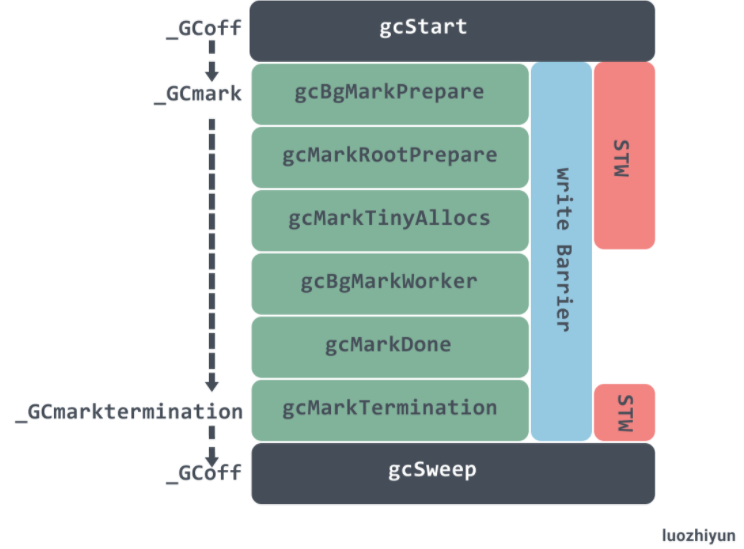 _GCoff
gcStart
_GCmark
gcBgMarkPrepare
gcMarkRootPrepare
gcMarkTinyAllocs
gcBgMarkWorker
gcMarkDone
_GCmarktermination
gcMarkTermination
write Barrier
STW
STW
_GCoff
gcSweep
luozhiyun